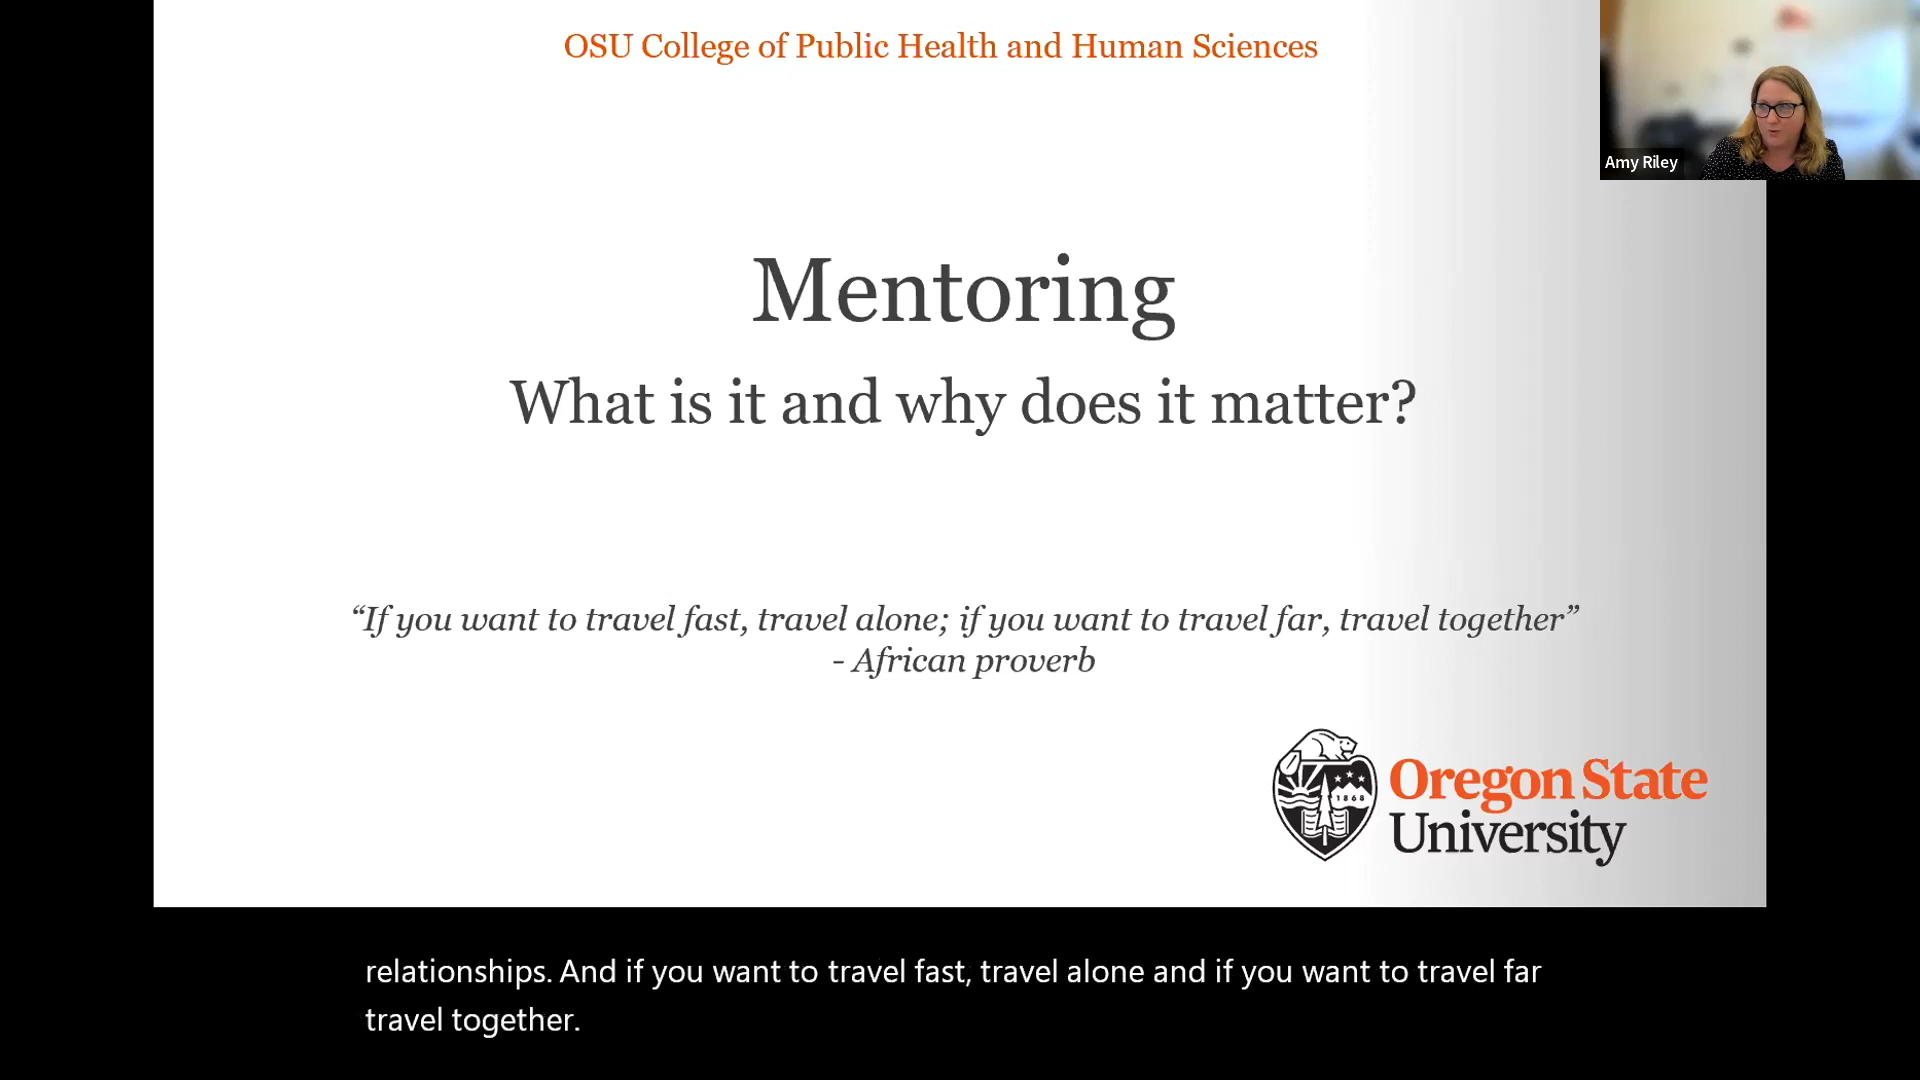 OSU College of Public Health and Human Sciences
Amy Riley
Mentoring
What is it and why does it matter?
“If you want to travel fast, travel alone; if you want to travel far, travel together”
- African proverb
1868
Oregon State
University
relationships. And if you want to travel fast, travel alone and if you want to travel far
travel together.